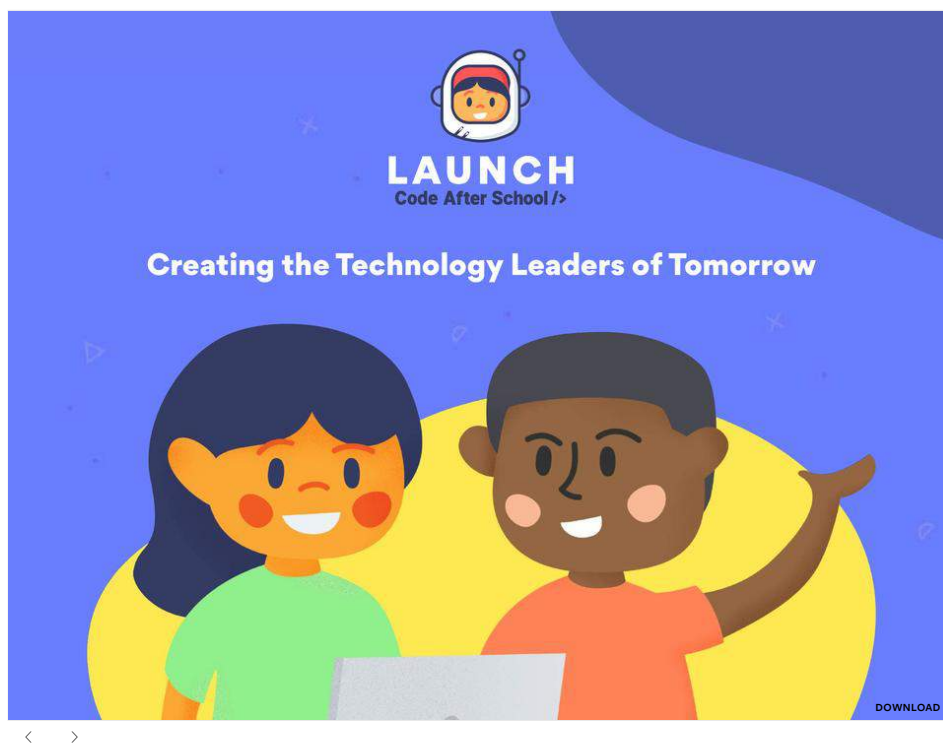 LAUNCH
Code After School />
Creating the Technology Leaders of Tomorrow
DOWNLOAD